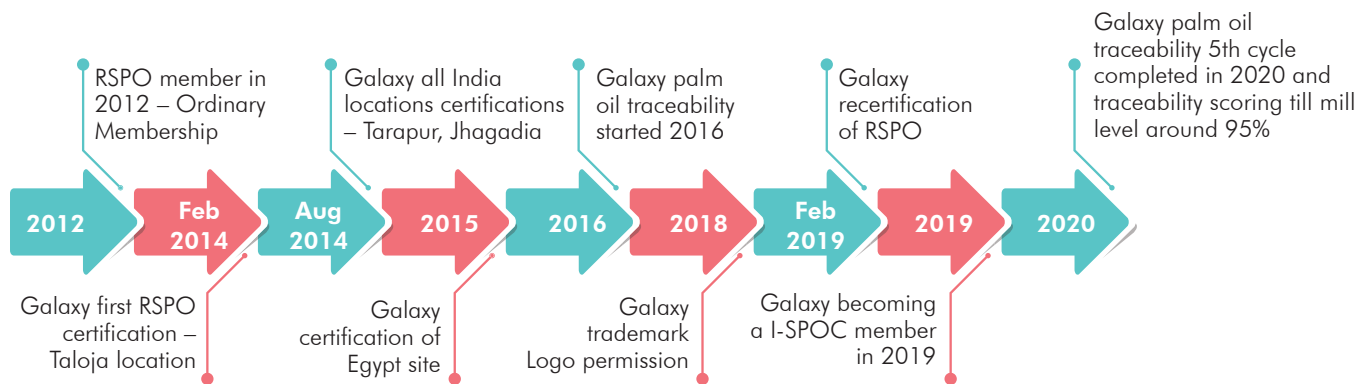 RSPO member in
2012 – Ordinary
Membership
Galaxy all India
locations certifications
– Tarapur, Jhagadia
Galaxy palm
oil traceability
started 2016
Galaxy
recertification
of RSPO
Galaxy palm oil
traceability 5th cycle
completed in 2020 and
traceability scoring till mill
level around 95%
2012
Feb
2014
Aug
2014
2015
2016
2018
Feb
2019
2019
2020
Galaxy first RSPO
certification –
Taloja location
Galaxy
certification of
Egypt site
Galaxy
trademark
Logo permission
Galaxy becoming
a I-SPOC member
in 2019